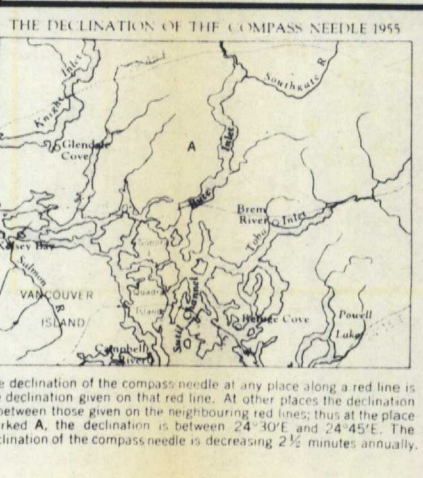 THE DECLINATION OF THE COMPASS NEEDLE 1955
Knight Inlet
Southgate R
Glendale
Cove
A
Bute Inlet
Brem
River
Toba Inlet
Kelsey Bay
Salmon R
VANCOUVER
ISLAND
Quadra
Island
Sutil Channel
Refuge Cove
Powell
Lake
Campbell
River
e declination of the compass needle at any place along a red line is
declination given on that red line. At other places the declination
between those given on the neighbouring red lines; thus at the place
rked A, the declination is between 24°30'E and 24°45'E. The
clination of the compass needle is decreasing 2½ minutes annually.